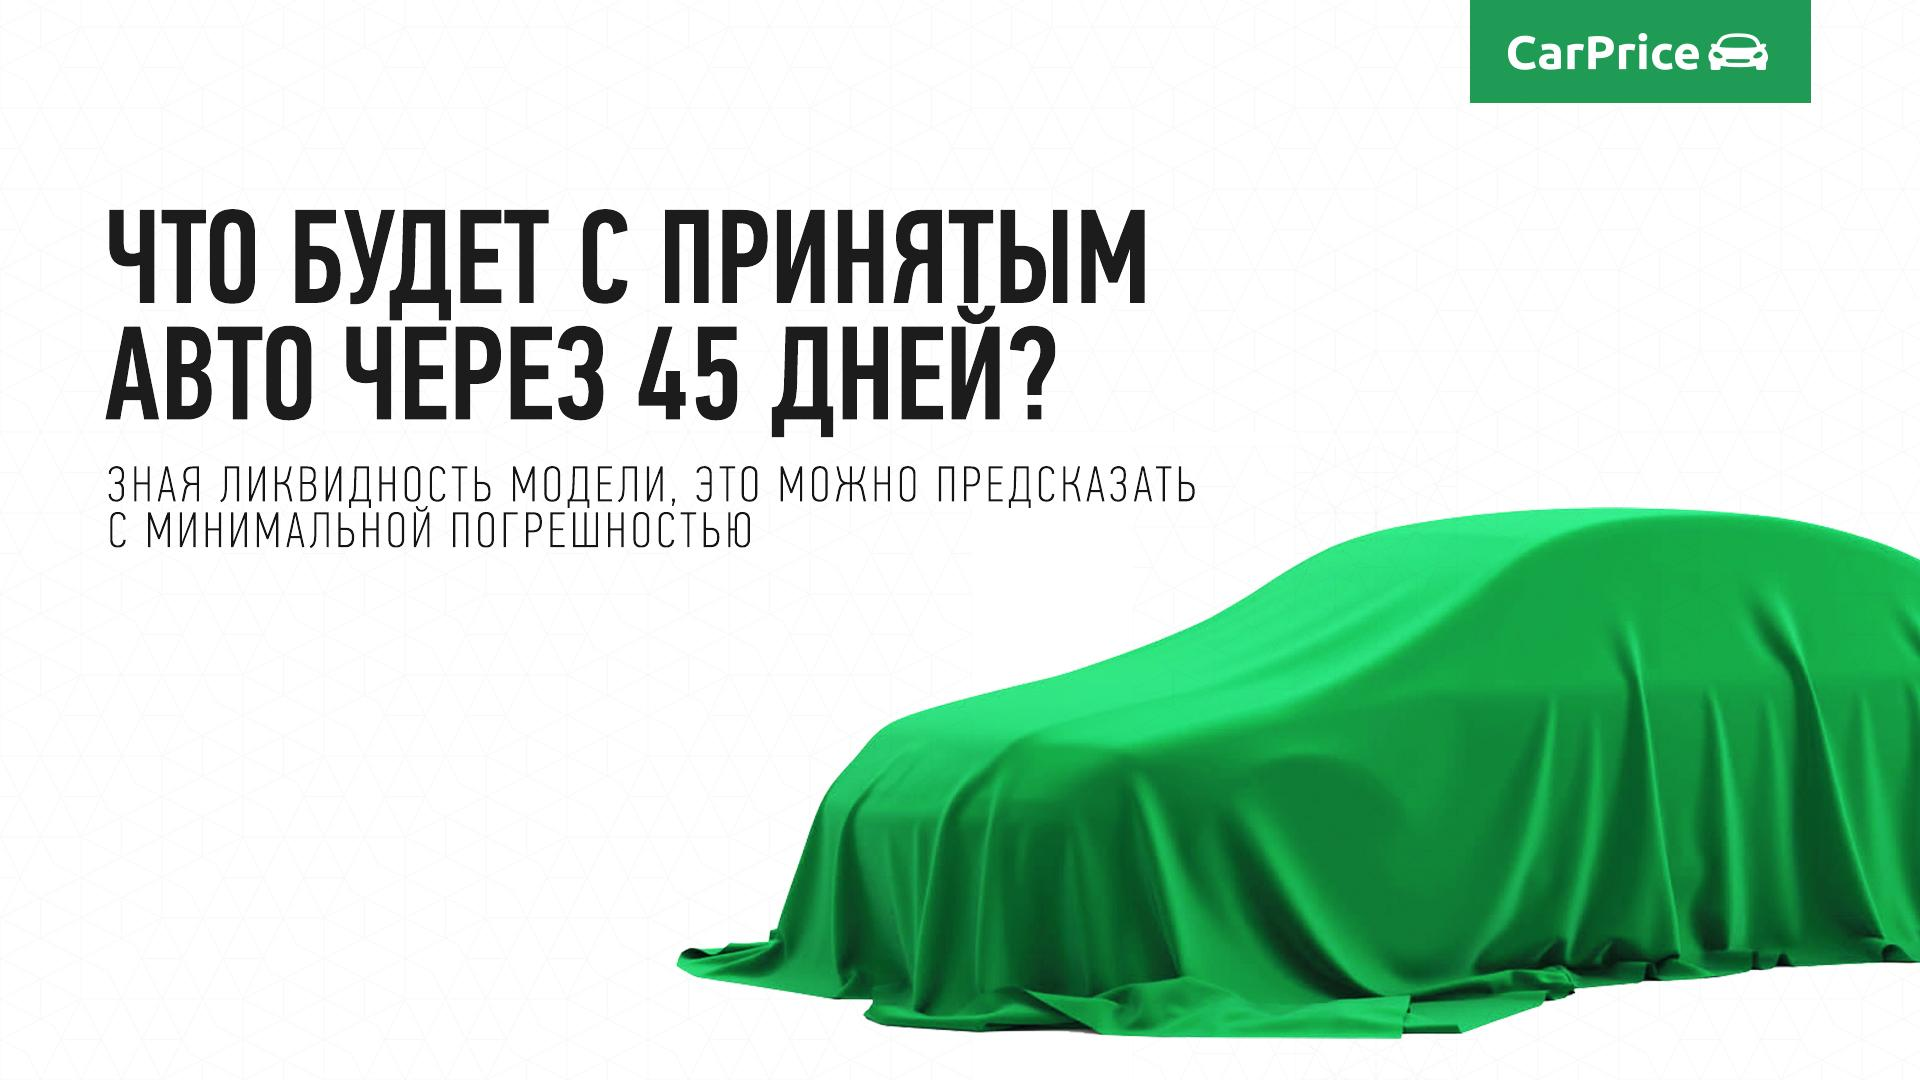 CarPrice
ЧТО БУДЕТ С ПРИНЯТЫМ
АВТО ЧЕРЕЗ 45 ДНЕЙ?
ЗНАЯ ЛИКВИДНОСТЬ МОДЕЛИ, ЭТО МОЖНО ПРЕДСКАЗАТЬ
С МИНИМАЛЬНОЙ ПОГРЕШНОСТЬЮ